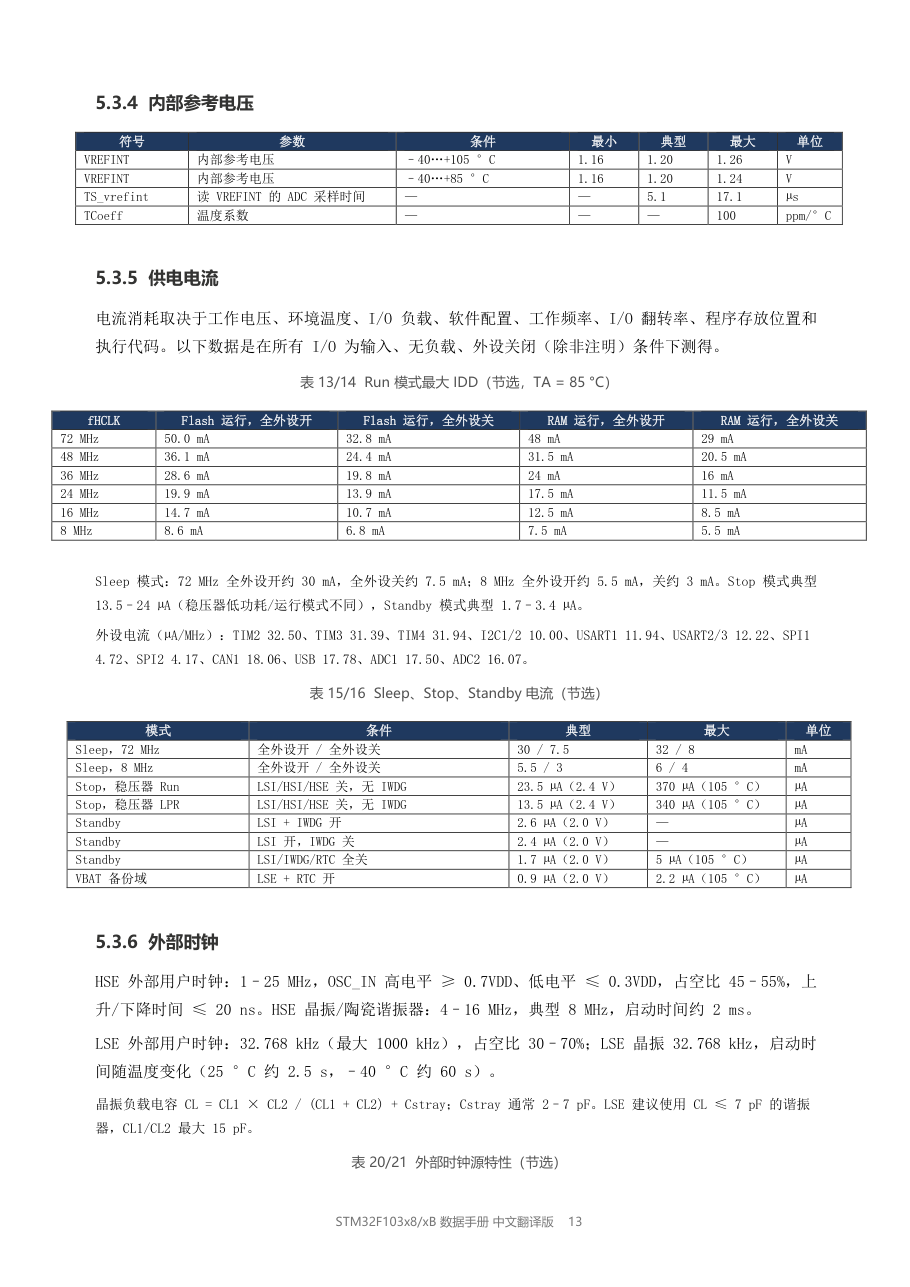 5.3.4 内部参考电压
符号 参数 条件 最小 典型 最大 单位
VREFINT 内部参考电压 －40…+105 °C 1.16 1.20 1.26 V
VREFINT 内部参考电压 －40…+85 °C 1.16 1.20 1.24 V
TS_vrefint 读 VREFINT 的 ADC 采样时间 — — 5.1 17.1 μs
TCoeff 温度系数 — — — 100 ppm/°C
5.3.5 供电电流
电流消耗取决于工作电压、环境温度、I/O 负载、软件配置、工作频率、I/O 翻转率、程序存放位置和
执行代码。以下数据是在所有 I/O 为输入、无负载、外设关闭（除非注明）条件下测得。
表 13/14 Run 模式最大 IDD（节选，TA = 85 °C）
fHCLK Flash 运行，全外设开 Flash 运行，全外设关 RAM 运行，全外设开 RAM 运行，全外设关
72 MHz 50.0 mA 32.8 mA 48 mA 29 mA
48 MHz 36.1 mA 24.4 mA 31.5 mA 20.5 mA
36 MHz 28.6 mA 19.8 mA 24 mA 16 mA
24 MHz 19.9 mA 13.9 mA 17.5 mA 11.5 mA
16 MHz 14.7 mA 10.7 mA 12.5 mA 8.5 mA
8 MHz 8.6 mA 6.8 mA 7.5 mA 5.5 mA
Sleep 模式：72 MHz 全外设开约 30 mA，全外设关约 7.5 mA；8 MHz 全外设开约 5.5 mA，关约 3 mA。Stop 模式典型
13.5–24 μA（稳压器低功耗/运行模式不同），Standby 模式典型 1.7–3.4 μA。
外设电流（μA/MHz）：TIM2 32.50、TIM3 31.39、TIM4 31.94、I2C1/2 10.00、USART1 11.94、USART2/3 12.22、SPI1
4.72、SPI2 4.17、CAN1 18.06、USB 17.78、ADC1 17.50、ADC2 16.07。
表 15/16 Sleep、Stop、Standby 电流（节选）
模式 条件 典型 最大 单位
Sleep，72 MHz 全外设开 / 全外设关 30 / 7.5 32 / 8 mA
Sleep，8 MHz 全外设开 / 全外设关 5.5 / 3 6 / 4 mA
Stop，稳压器 Run LSI/HSI/HSE 关，无 IWDG 23.5 μA（2.4 V） 370 μA（105 °C） μA
Stop，稳压器 LPR LSI/HSI/HSE 关，无 IWDG 13.5 μA（2.4 V） 340 μA（105 °C） μA
Standby LSI + IWDG 开 2.6 μA（2.0 V） — μA
Standby LSI 开，IWDG 关 2.4 μA（2.0 V） — μA
Standby LSI/IWDG/RTC 全关 1.7 μA（2.0 V） 5 μA（105 °C） μA
VBAT 备份域 LSE + RTC 开 0.9 μA（2.0 V） 2.2 μA（105 °C） μA
5.3.6 外部时钟
HSE 外部用户时钟：1–25 MHz，OSC_IN 高电平 ≥ 0.7VDD、低电平 ≤ 0.3VDD，占空比 45–55%，上
升/下降时间 ≤ 20 ns。HSE 晶振/陶瓷谐振器：4–16 MHz，典型 8 MHz，启动时间约 2 ms。
LSE 外部用户时钟：32.768 kHz（最大 1000 kHz），占空比 30–70%；LSE 晶振 32.768 kHz，启动时
间随温度变化（25 °C 约 2.5 s，–40 °C 约 60 s）。
晶振负载电容 CL = CL1 × CL2 / (CL1 + CL2) + Cstray；Cstray 通常 2–7 pF。LSE 建议使用 CL ≤ 7 pF 的谐振
器，CL1/CL2 最大 15 pF。
表 20/21 外部时钟源特性（节选）
STM32F103x8/xB 数据手册 中文翻译版 13